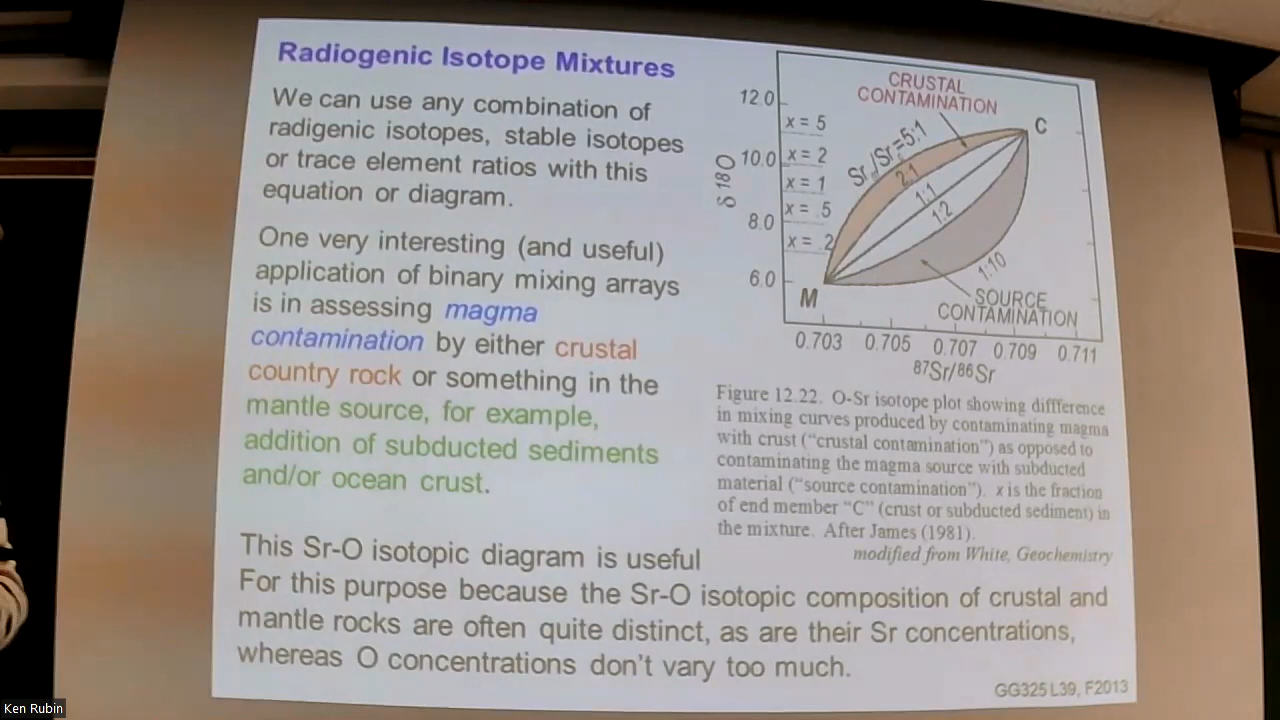 Radiogenic Isotope Mixtures
We can use any combination of
radigenic isotopes, stable isotopes
or trace element ratios with this
equation or diagram.
One very interesting (and useful)
application of binary mixing arrays
is in assessing magma
contamination by either crustal
country rock or something in the
mantle source, for example,
addition of subducted sediments
and/or ocean crust.
This Sr-O isotopic diagram is useful
For this purpose because the Sr-O isotopic composition of crustal and
mantle rocks are often quite distinct, as are their Sr concentrations,
whereas O concentrations don't vary too much.
CRUSTAL
CONTAMINATION
C
12.0
x = 5
10.0
x = 2
x = 1
8.0
x = .5
x = .2
6.0
δ18O
2:1
1:1
1:2
1:10
M
SOURCE
CONTAMINATION
0.703 0.705 0.707 0.709 0.711
87Sr/86Sr
Figure 12.22. O-Sr isotope plot showing diffference
in mixing curves produced by contaminating magma
with crust ("crustal contamination") as opposed to
contaminating the magma source with subducted
material ("source contamination"). x is the fraction
of end member "C" (crust or subducted sediment) in
the mixture. After James (1981).
modified from White, Geochemistry
GG325 L39, F2013
Ken Rubin